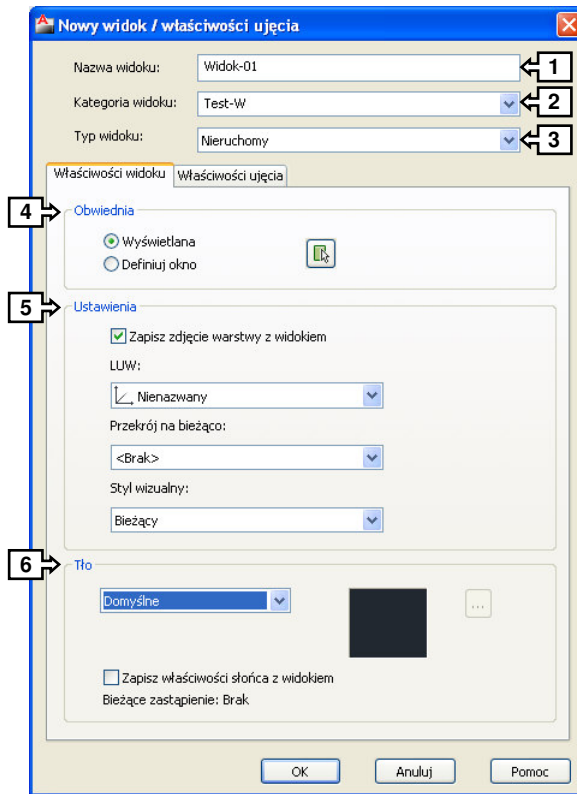 Nowy widok / właściwości ujęcia
Nazwa widoku: Widok-01 1
Kategoria widoku: Test-W 2
Typ widoku: Nieruchomy 3
Właściwości widoku Właściwości ujęcia
4 Obwiednia
Wyświetlana
Definiuj okno
5 Ustawienia
Zapisz zdjęcie warstwy z widokiem
LUW:
Nienazwany
Przekrój na bieżąco:
<Brak>
Styl wizualny:
Bieżący
6 Tło
Domyślne ...
Zapisz właściwości słońca z widokiem
Bieżące zastąpienie: Brak
OK Anuluj Pomoc